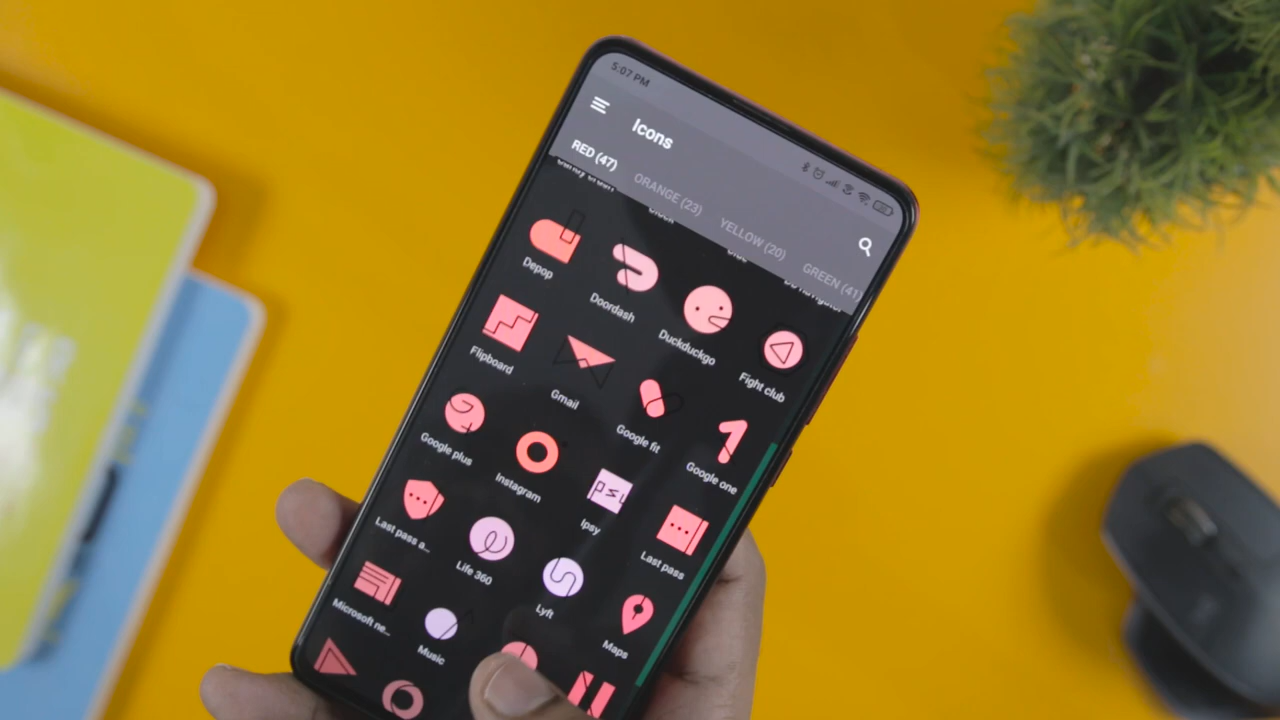 5:07 PM
Icons
RED (47)
ORANGE (23)
YELLOW (20)
GREEN (41)
Depop
Doordash
Duckduckgo
Fight club
Flipboard
Gmail
Google fit
Google one
Google plus
Instagram
Ipsy
Last pass
Last pass a...
Life 360
Lyft
Maps
Microsoft ne...
Music